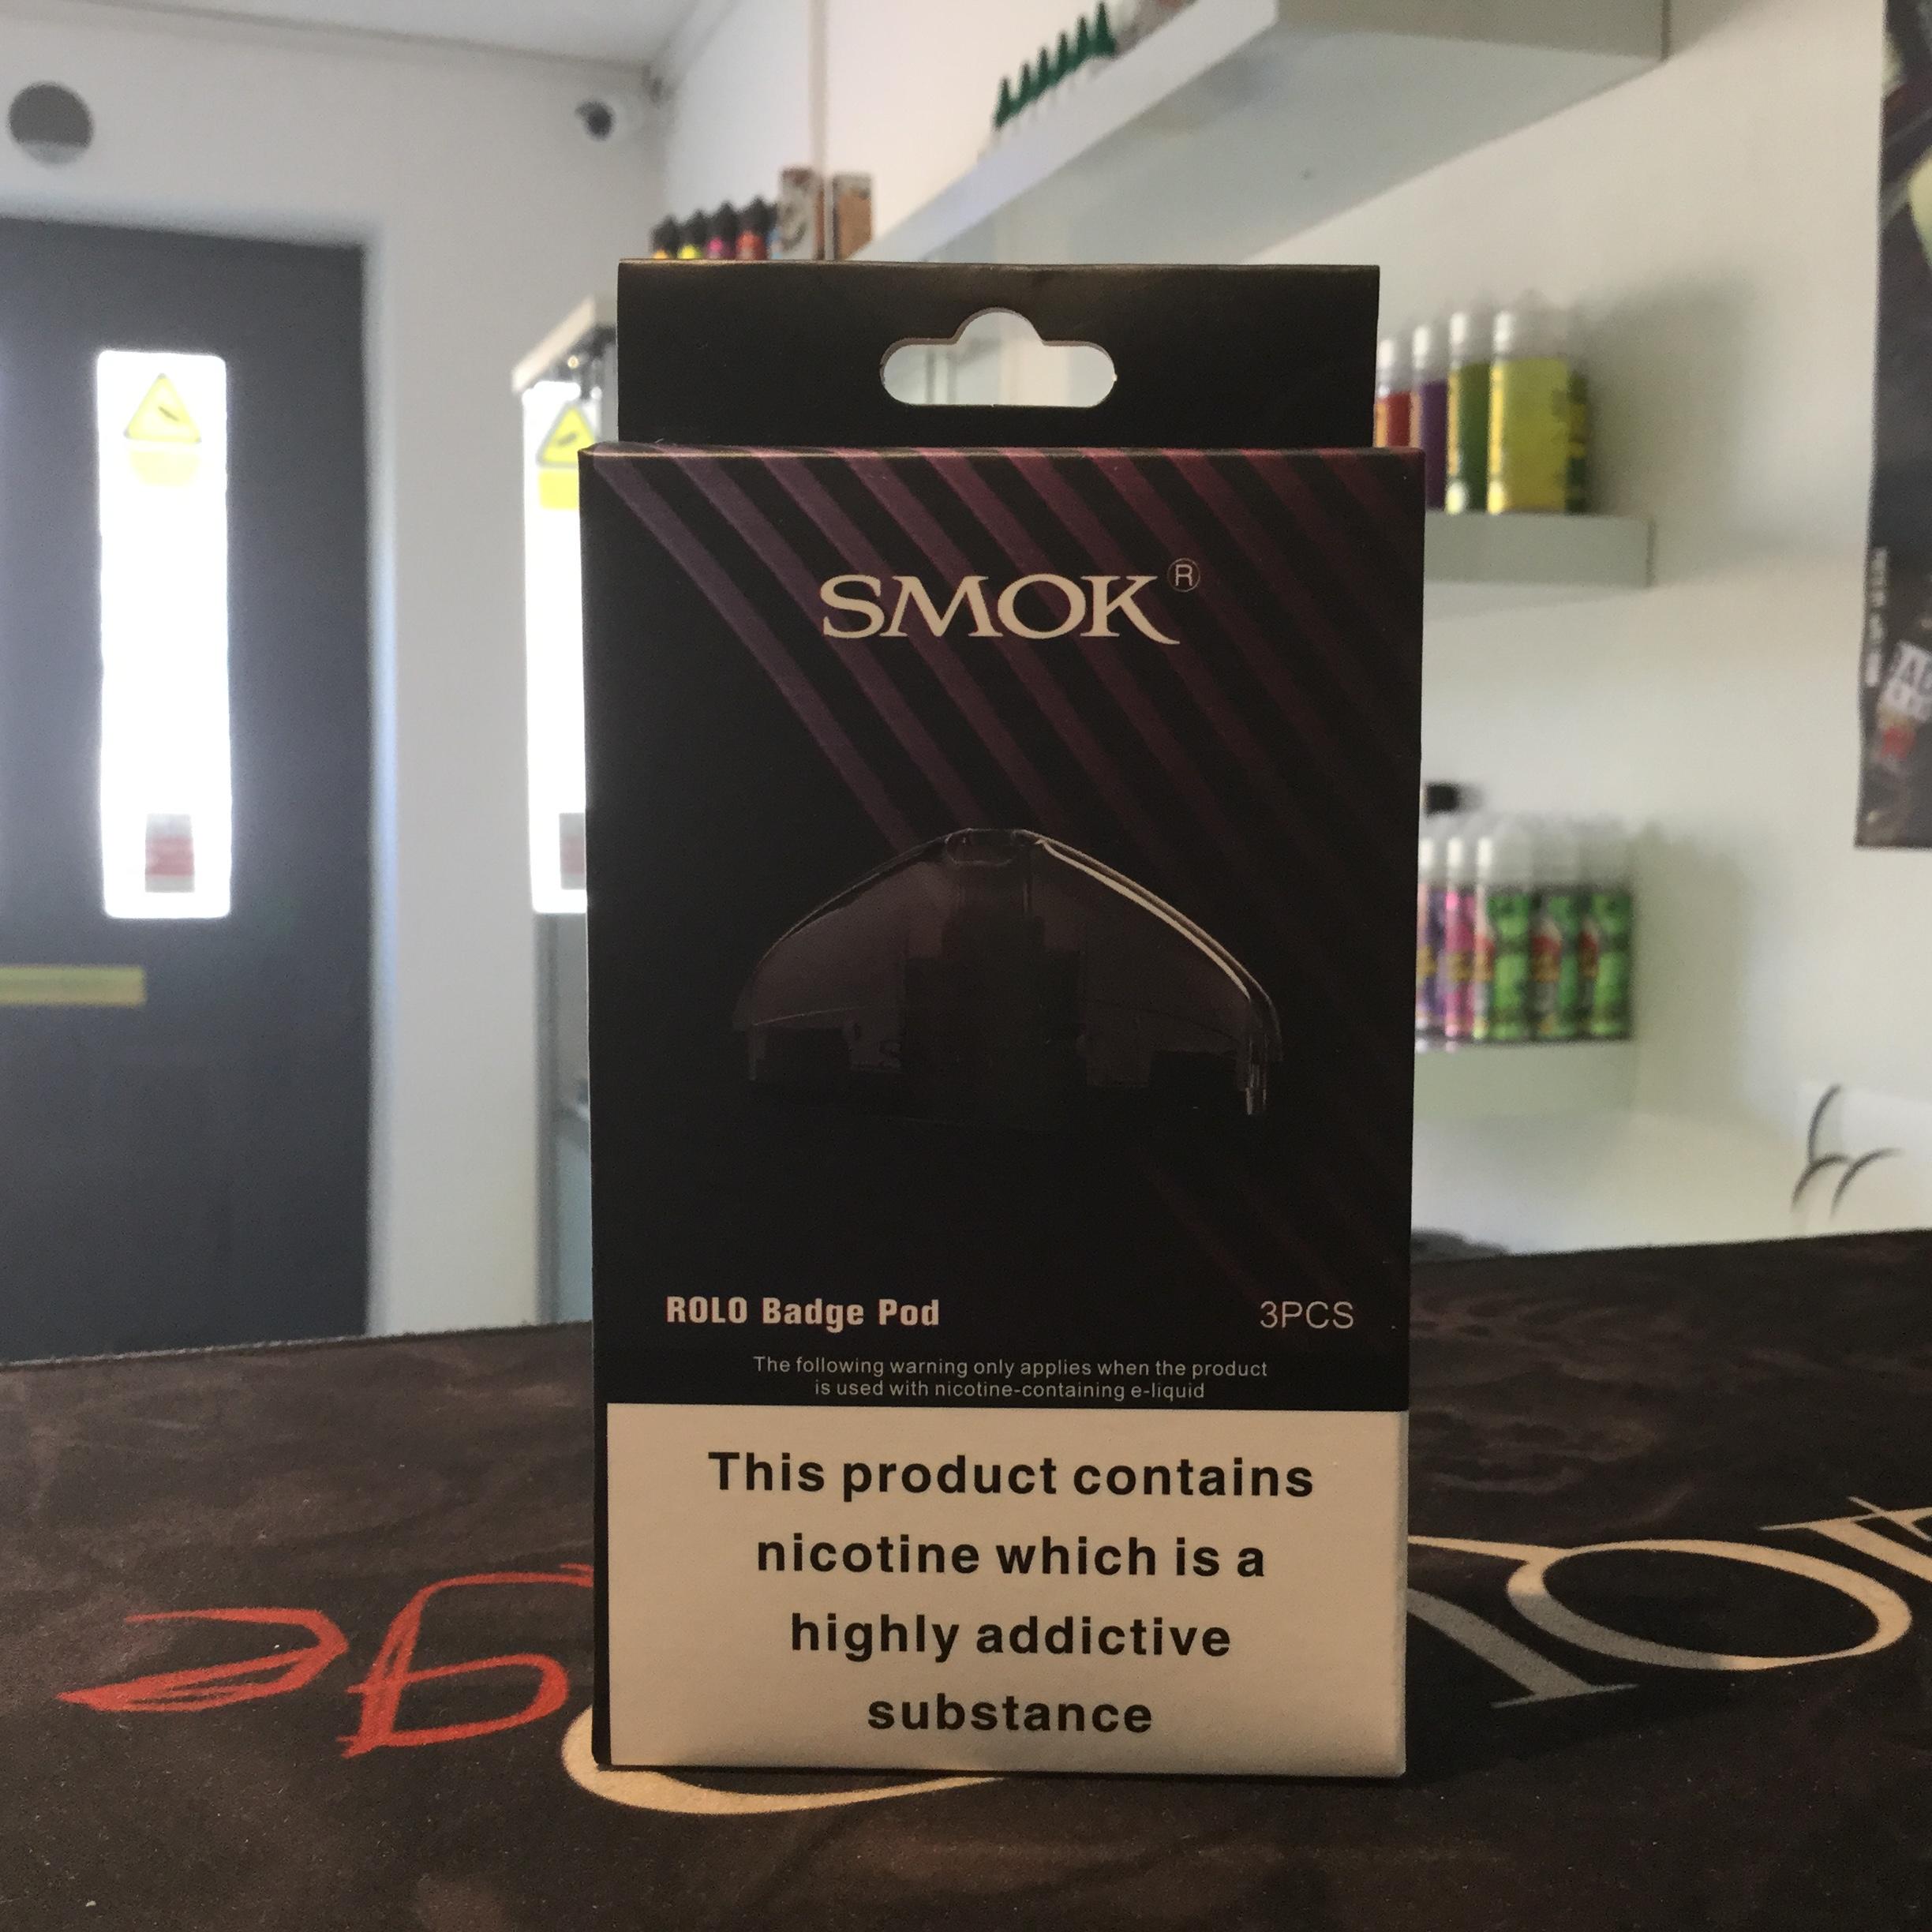 SMOK®
ROLO Badge Pod
3PCS
The following warning only applies when the product
is used with nicotine-containing e-liquid
This product contains
nicotine which is a
highly addictive
substance